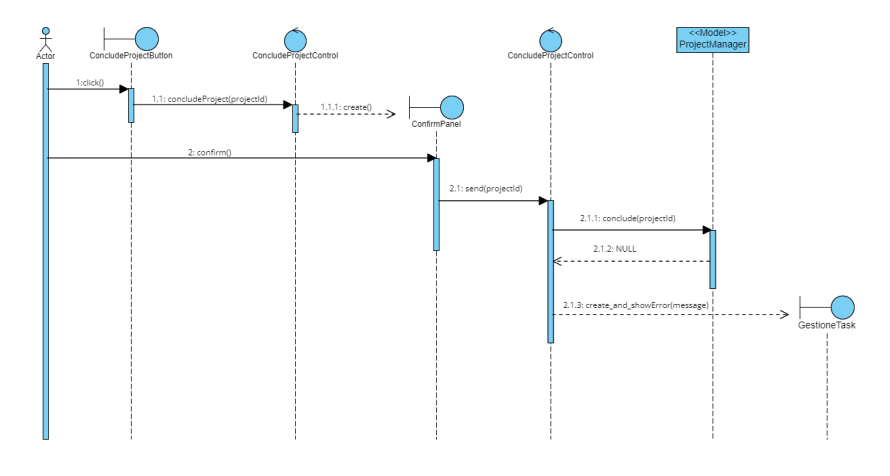 <<Model>>
ProjectManager
Actor
ConcludeProjectButton
ConcludeProjectControl
ConcludeProjectControl
1:click()
1.1: concludeProject(projectId)
1.1.1: create()
ConfirmPanel
2: confirm()
2.1: send(projectId)
2.1.1: conclude(projectId)
2.1.2: NULL
2.1.3: create_and_showError(message)
GestioneTask